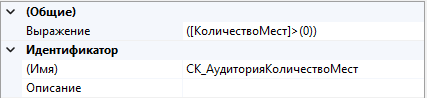 (Общие)
Выражение ([КоличествоМест]>(0))
Идентификатор
(Имя) CK_АудиторияКоличествоМест
Описание